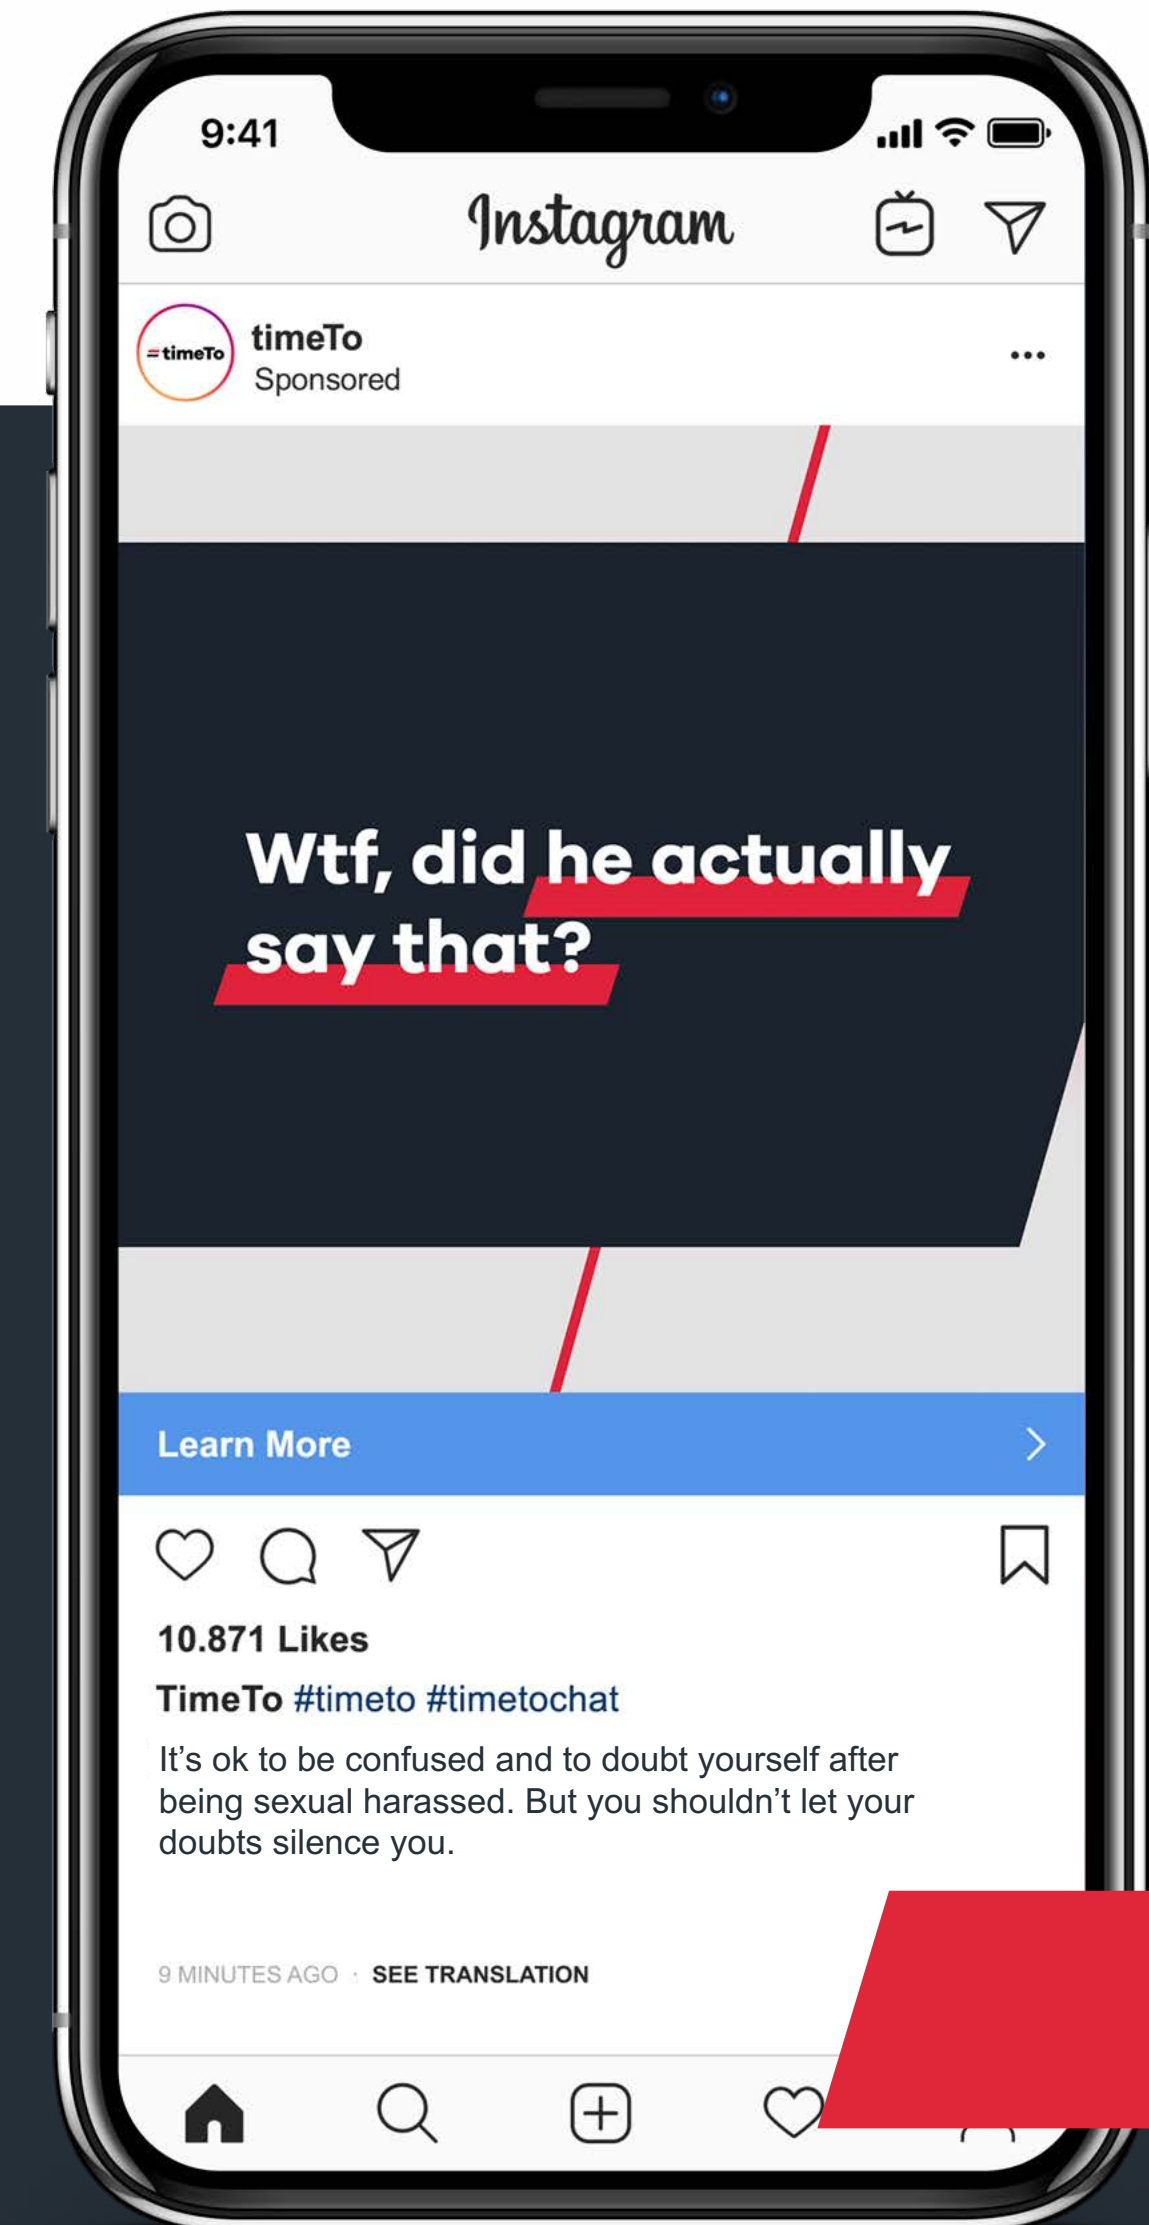 9:41
Instagram
=timeTo
timeTo
Sponsored
Wtf, did he actually
say that?
Learn More
10.871 Likes
TimeTo #timeto #timetochat
It's ok to be confused and to doubt yourself after
being sexual harassed. But you shouldn't let your
doubts silence you.
9 MINUTES AGO · SEE TRANSLATION